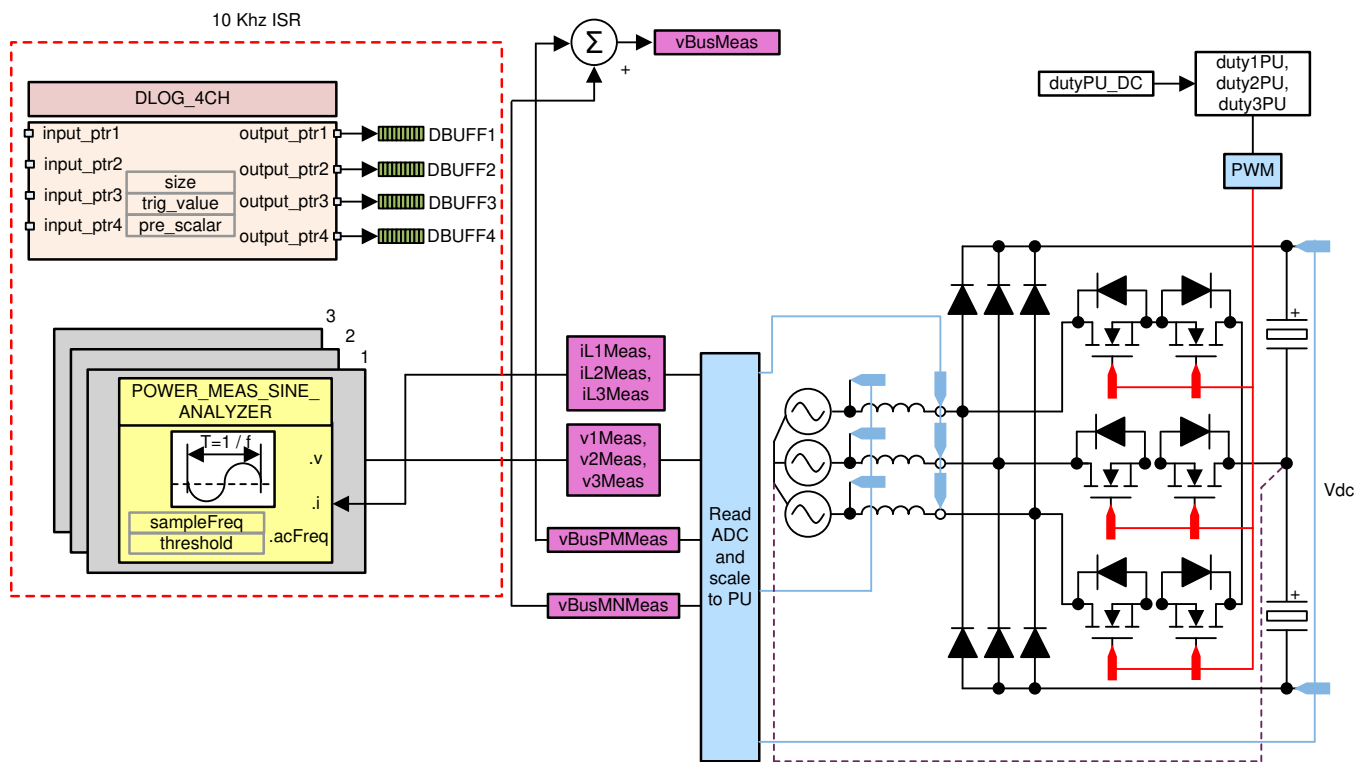 10 Khz ISR
DLOG_4CH
input_ptr1
input_ptr2
input_ptr3
input_ptr4
size
trig_value
pre_scalar
output_ptr1
output_ptr2
output_ptr3
output_ptr4
DBUFF1
DBUFF2
DBUFF3
DBUFF4
3
2
1
POWER_MEAS_SINE_
ANALYZER
T=1 / f
.v
.i
.acFreq
sampleFreq
threshold
Σ
+
vBusMeas
iL1Meas,
iL2Meas,
iL3Meas
v1Meas,
v2Meas,
v3Meas
vBusPMMeas
vBusMNMeas
Read
ADC
and
scale
to PU
dutyPU_DC
duty1PU,
duty2PU,
duty3PU
PWM
+
Vdc
+